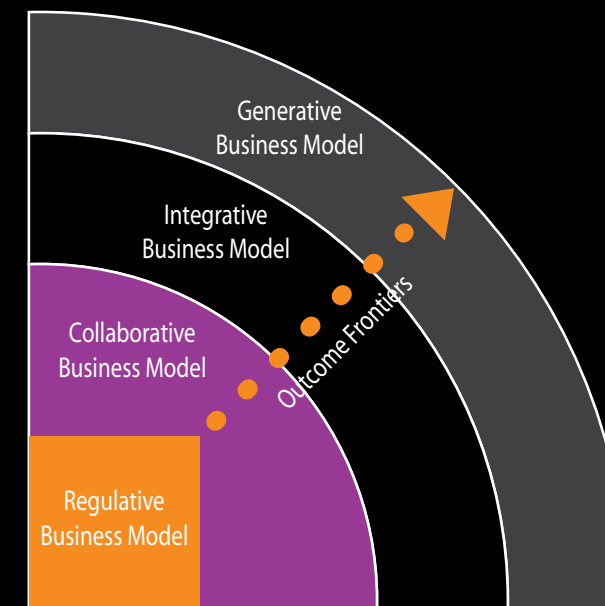 Generative
Business Model
Integrative
Business Model
Outcome Frontiers
Collaborative
Business Model
Regulative
Business Model